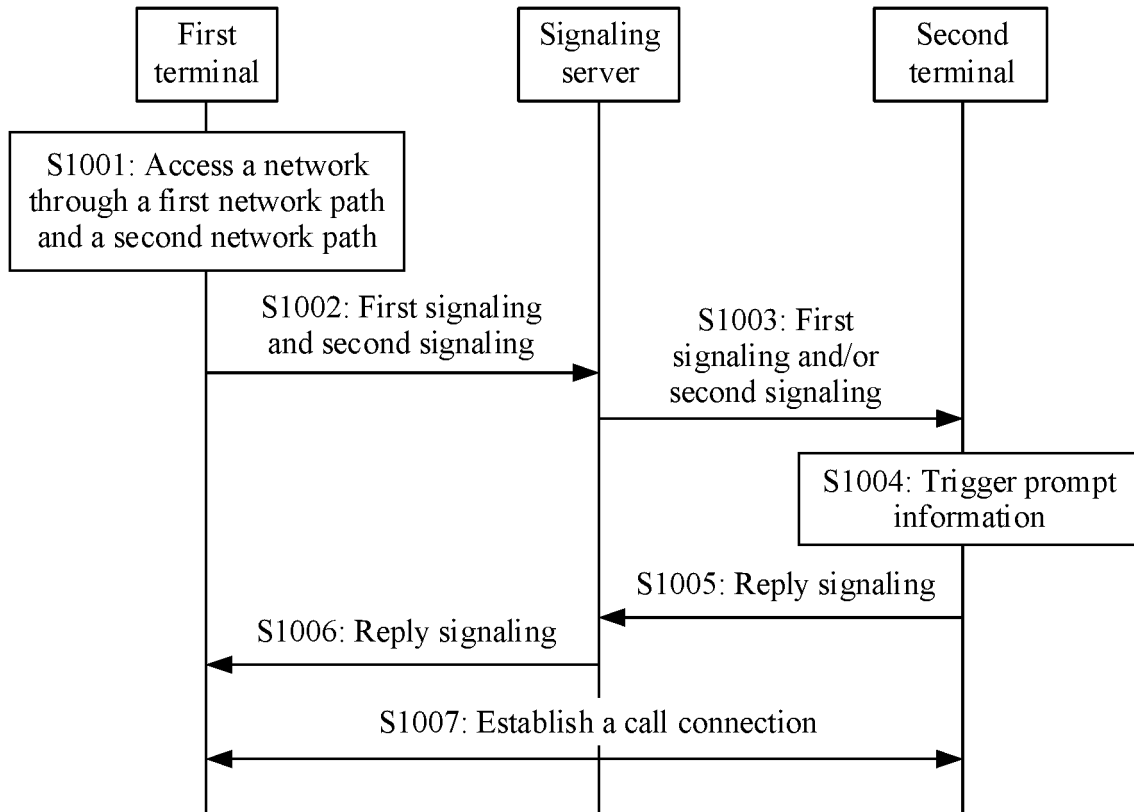 First
terminal
Signaling
server
Second
terminal
S1001: Access a network
through a first network path
and a second network path
S1002: First signaling
and second signaling
S1003: First
signaling and/or
second signaling
S1004: Trigger prompt
information
S1005: Reply signaling
S1006: Reply signaling
S1007: Establish a call connection